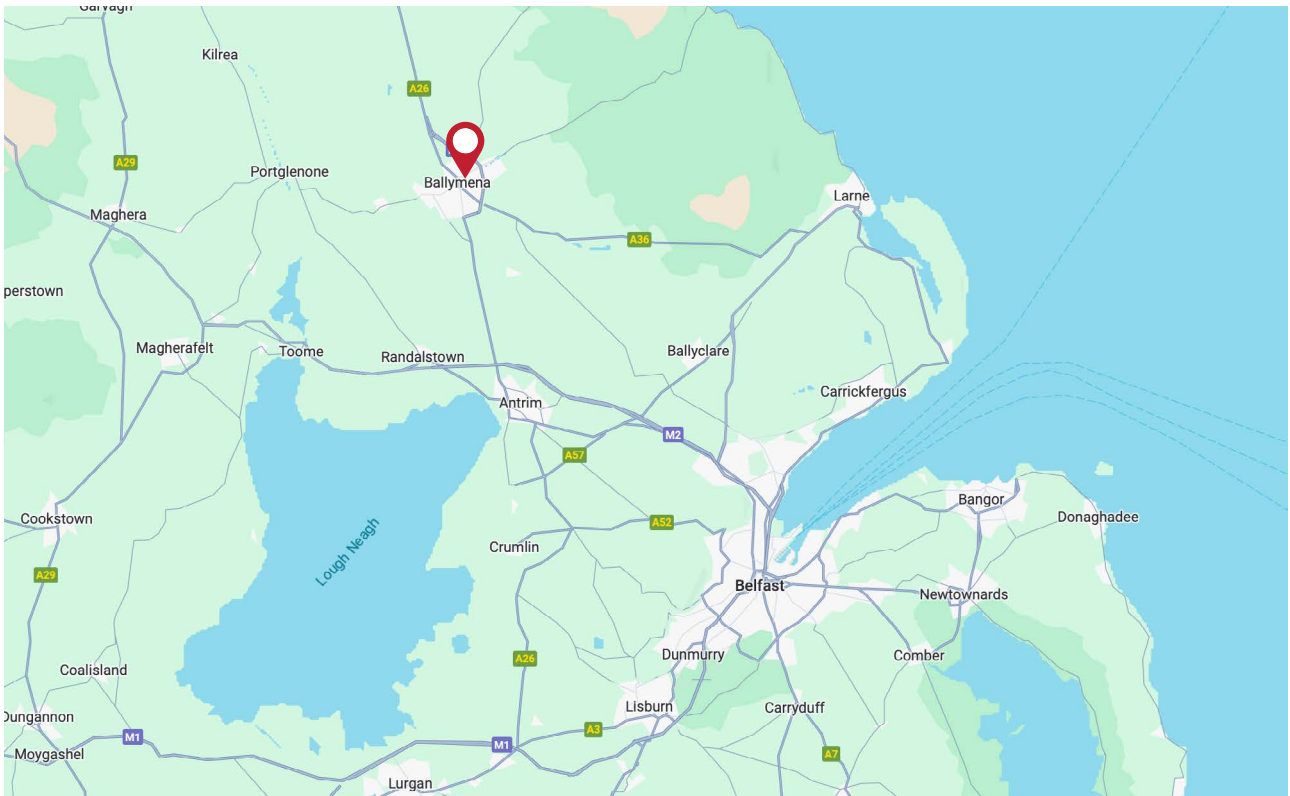 Garvagh
Kilrea
A26
A29
Portglenone
Ballymena
Maghera
Larne
A36
perstown
Magherafelt
Toome
Randalstown
Ballyclare
Antrim
Carrickfergus
M2
A57
Bangor
Cookstown
Donaghadee
A52
Lough Neagh
Crumlin
A29
Belfast
Newtownards
Dunmurry
Comber
A26
Coalisland
Lisburn
Carryduff
Dungannon
A3
M1
M1
Moygashel
A7
Lurgan